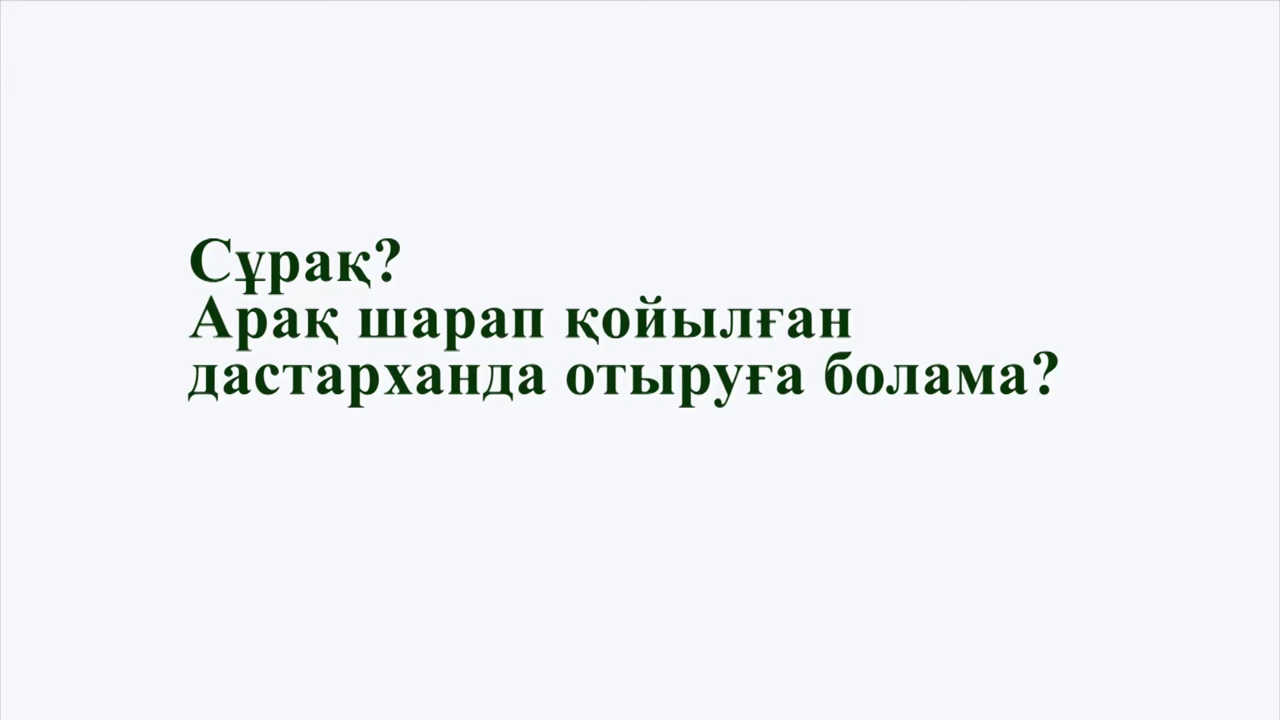 Сұрақ?
Арақ шарап қойылған
дастарханда отыруға болама?